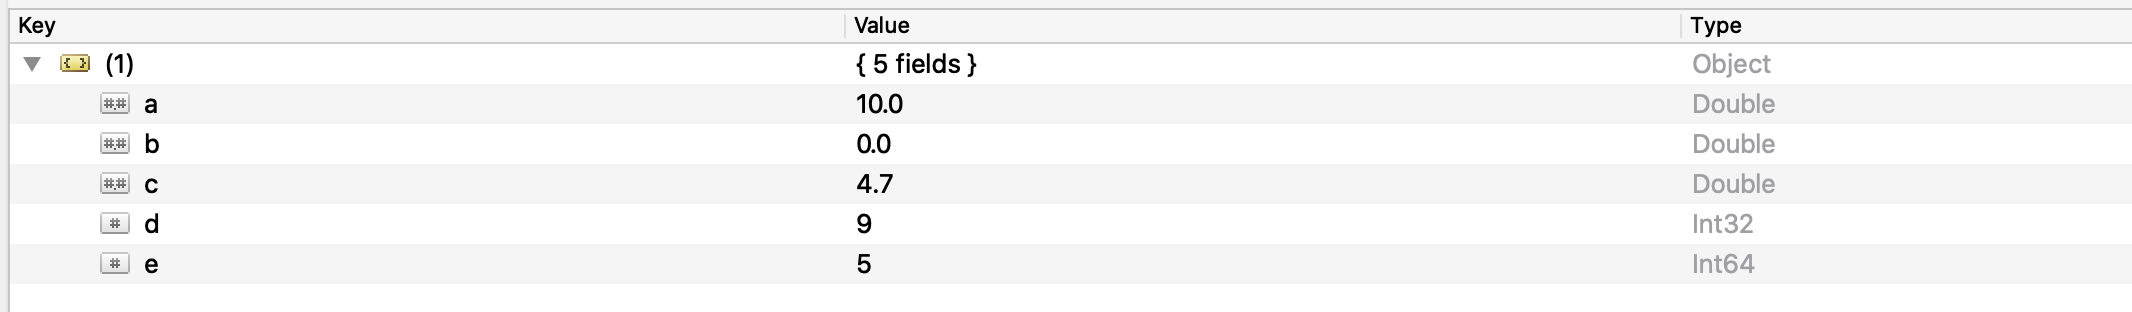 Key Value Type
(1) { 5 fields } Object
a 10.0 Double
b 0.0 Double
c 4.7 Double
d 9 Int32
e 5 Int64